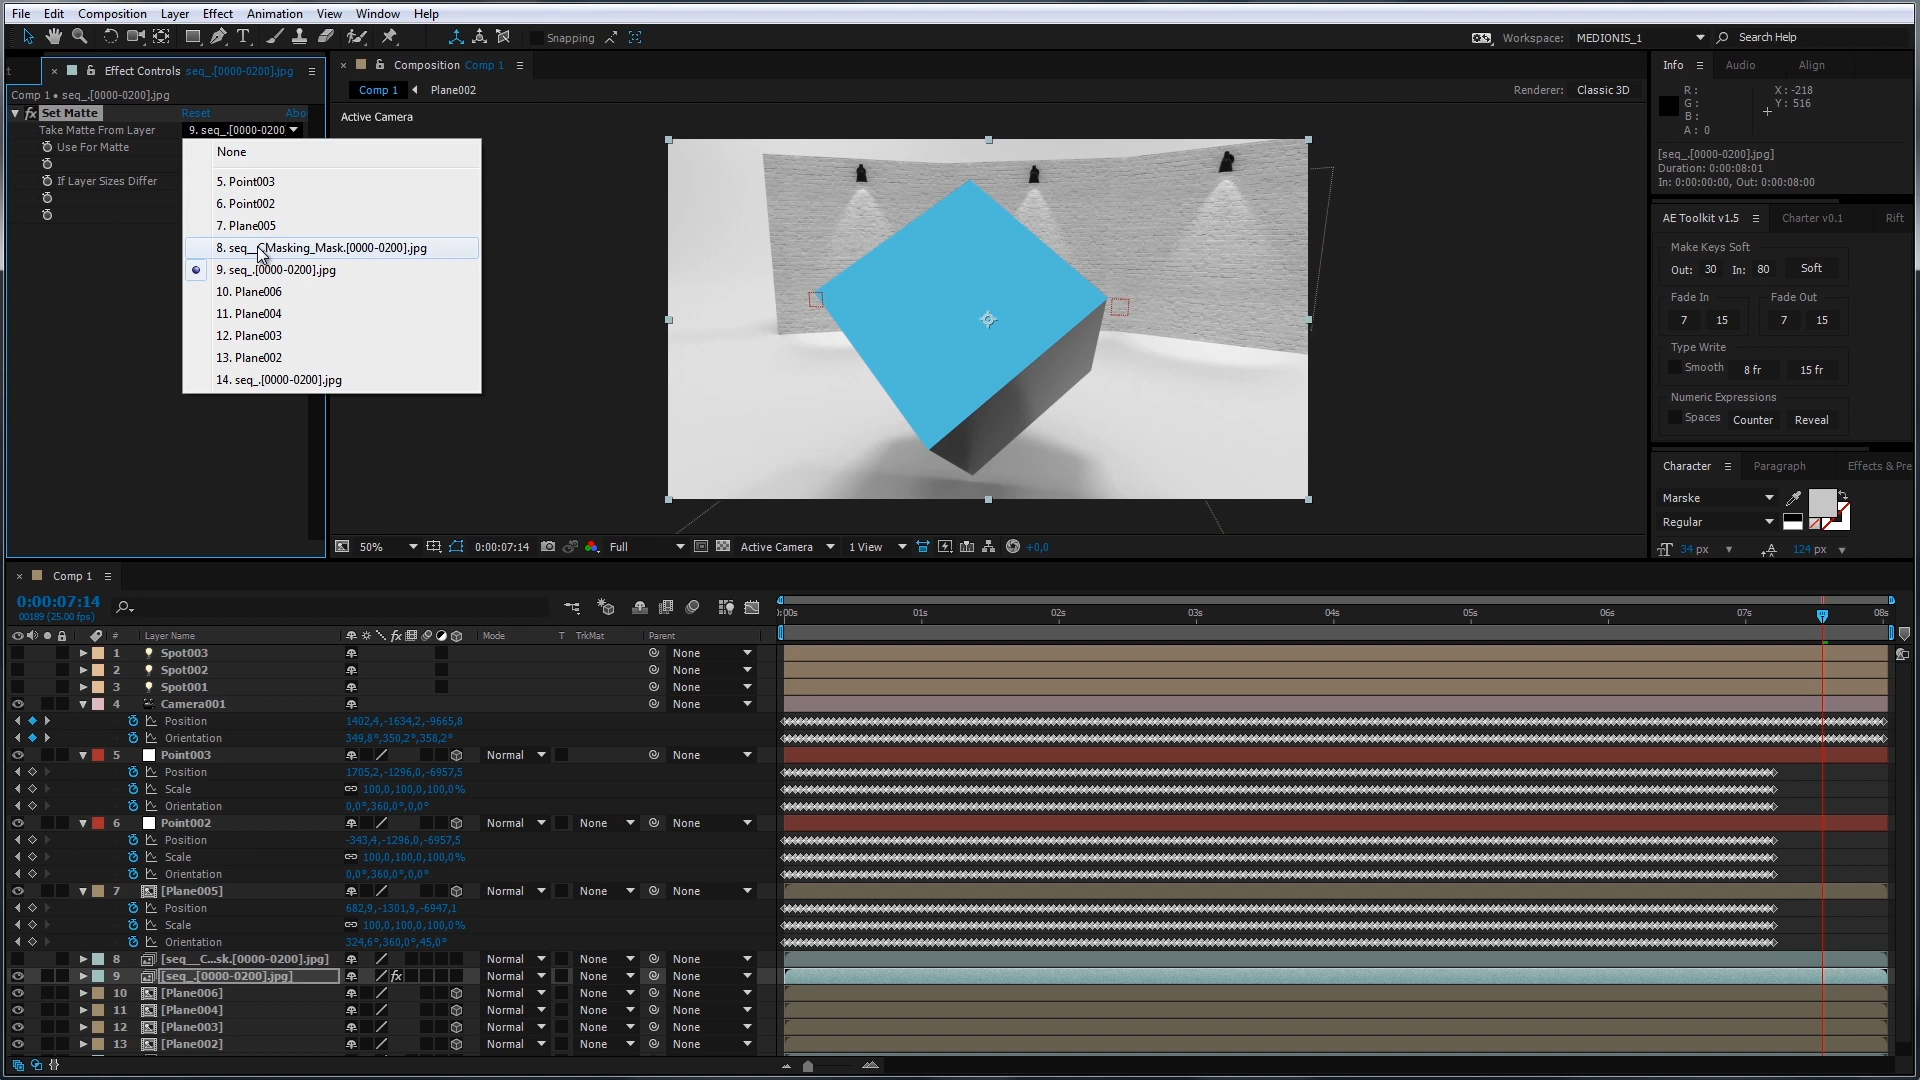 File Edit Composition Layer Effect Animation View Window Help
Snapping
Workspace: MEDIONIS_1 Search Help
Effect Controls seq_.[0000-0200].jpg
Comp 1 • seq_.[0000-0200].jpg
fx Set Matte Reset Abo
Take Matte From Layer 9. seq_.[0000-0200
Use For Matte
If Layer Sizes Differ
None
5. Point003
6. Point002
7. Plane005
8. seq__CMasking_Mask.[0000-0200].jpg
9. seq_.[0000-0200].jpg
10. Plane006
11. Plane004
12. Plane003
13. Plane002
14. seq_.[0000-0200].jpg
Composition Comp 1
Comp 1 Plane002
Renderer: Classic 3D
Active Camera
50% 0:00:07:14 Full Active Camera 1 View +0,0
Info Audio Align
R: X: -218
G: Y: 516
B:
A: 0
[seq_.[0000-0200].jpg]
Duration: 0:00:08:01
In: 0:00:00:00, Out: 0:00:08:00
AE Toolkit v1.5 Charter v0.1 Rift
Make Keys Soft
Out: 30 In: 80 Soft
Fade In Fade Out
7 15 7 15
Type Write
Smooth 8 fr 15 fr
Numeric Expressions
Spaces Counter Reveal
Character Paragraph Effects & Pre
Marske
Regular
34 px 124 px
Comp 1
0:00:07:14
00189 (25.00 fps)
0:00s 01s 02s 03s 04s 05s 06s 07s 08s
# Layer Name Mode T TrkMat Parent
1 Spot003 None
2 Spot002 None
3 Spot001 None
4 Camera001 None
Position 1402,4,-1634,2,-9665,8
Orientation 349,8°,350,2°,358,2°
5 Point003 Normal None
Position 1705,2,-1296,0,-6957,5
Scale 100,0,100,0,100,0%
Orientation 0,0°,360,0°,0,0°
6 Point002 Normal None None
Position -343,4,-1296,0,-6957,5
Scale 100,0,100,0,100,0%
Orientation 0,0°,360,0°,0,0°
7 [Plane005] Normal None None
Position 682,9,-1301,9,-6947,1
Scale 100,0,100,0,100,0%
Orientation 324,6°,360,0°,45,0°
8 [seq__C...sk.[0000-0200].jpg] Normal None None
9 [seq_.[0000-0200].jpg] fx Normal None None
10 [Plane006] Normal None None
11 [Plane004] Normal None None
12 [Plane003] Normal None None
13 [Plane002] Normal None None